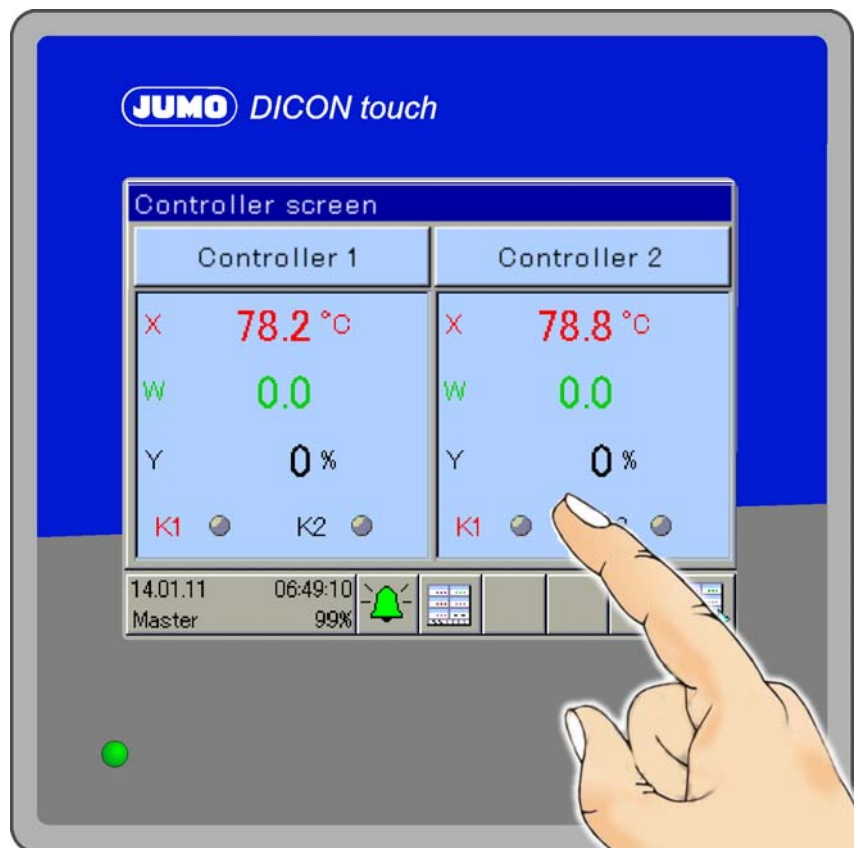 JUMO DICON touch
Controller screen
Controller 1 Controller 2
X 78.2 °C X 78.8 °C
W 0.0 W 0.0
Y 0 % Y 0 %
K1 K2 K1
14.01.11 06:49:10
Master 99%